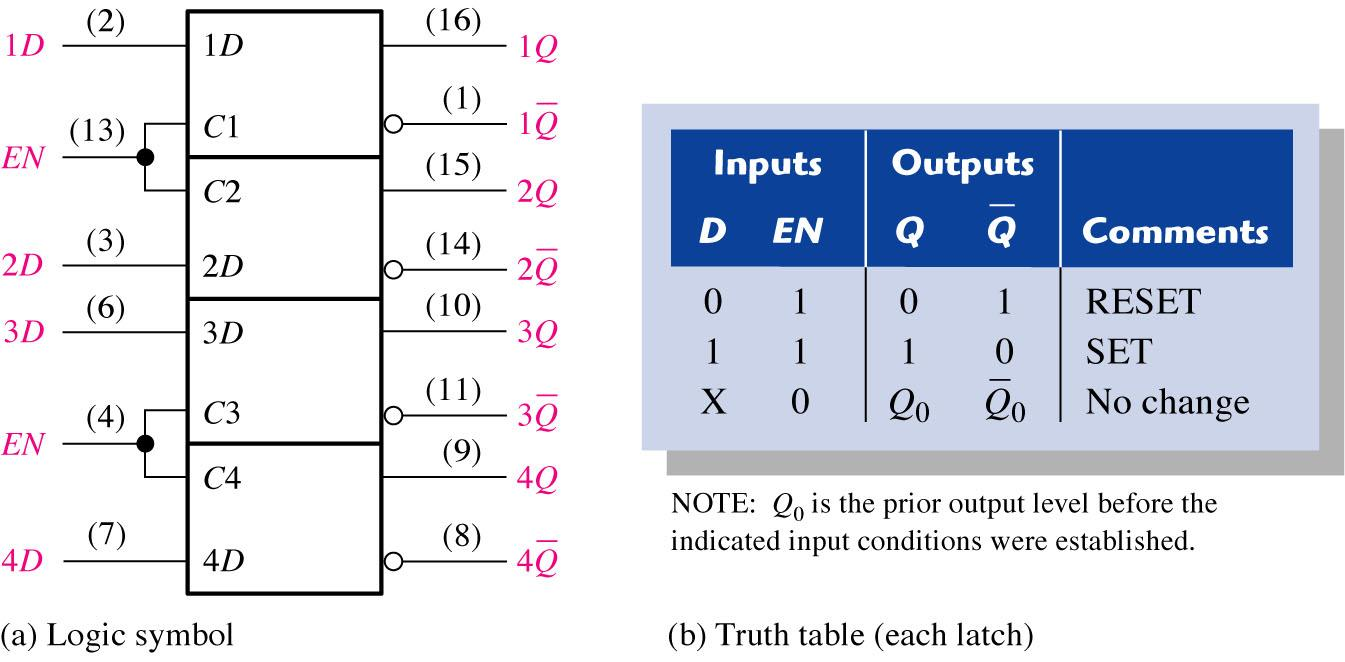 1D (2) 1D (16) 1Q
C1 (1) 1Q̅
EN (13)
C2 (15) 2Q
2D (3) 2D (14) 2Q̅
3D (6) 3D (10) 3Q
C3 (11) 3Q̅
EN (4)
C4 (9) 4Q
4D (7) 4D (8) 4Q̅
(a) Logic symbol
Inputs Outputs
D EN Q Q̅ Comments
0 1 0 1 RESET
1 1 1 0 SET
X 0 Q₀ Q̅₀ No change
NOTE: Q₀ is the prior output level before the
indicated input conditions were established.
(b) Truth table (each latch)